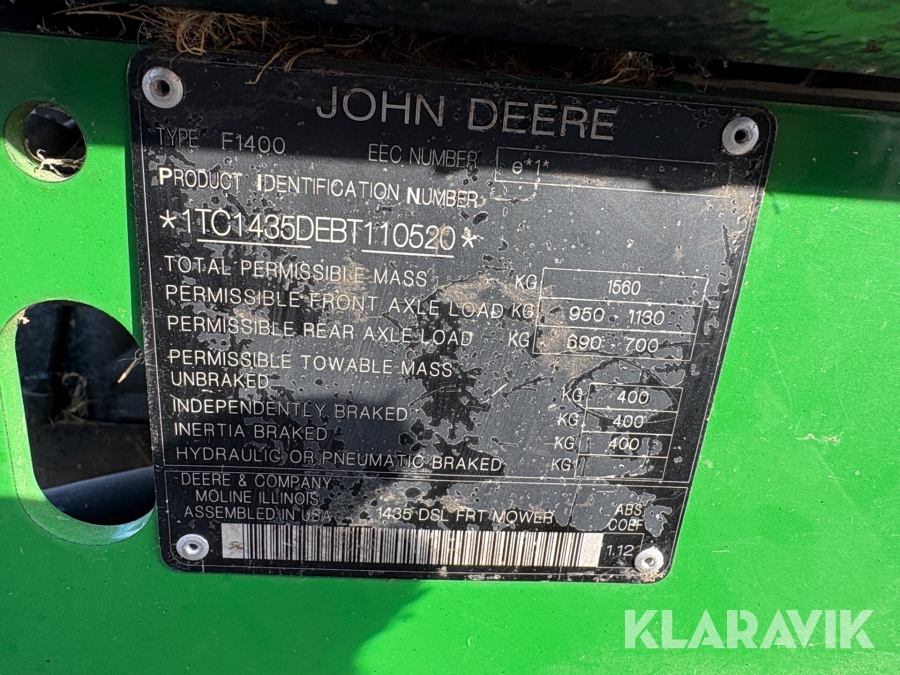 JOHN DEERE
TYPE F1400
EEC NUMBER e*1*
PRODUCT IDENTIFICATION NUMBER
*1TC1435DEBT110520*
TOTAL PERMISSIBLE MASS KG 1560
PERMISSIBLE FRONT AXLE LOAD KG 950 - 1130
PERMISSIBLE REAR AXLE LOAD KG 690 - 700
PERMISSIBLE TOWABLE MASS
UNBRAKED KG 400
INDEPENDENTLY BRAKED KG 400
INERTIA BRAKED KG 400
HYDRAULIC OR PNEUMATIC BRAKED KG
DEERE & COMPANY
MOLINE ILLINOIS
ASSEMBLED IN USA 1435 DSL FRT MOWER
ABS
COEF
1.12
KLARAVIK